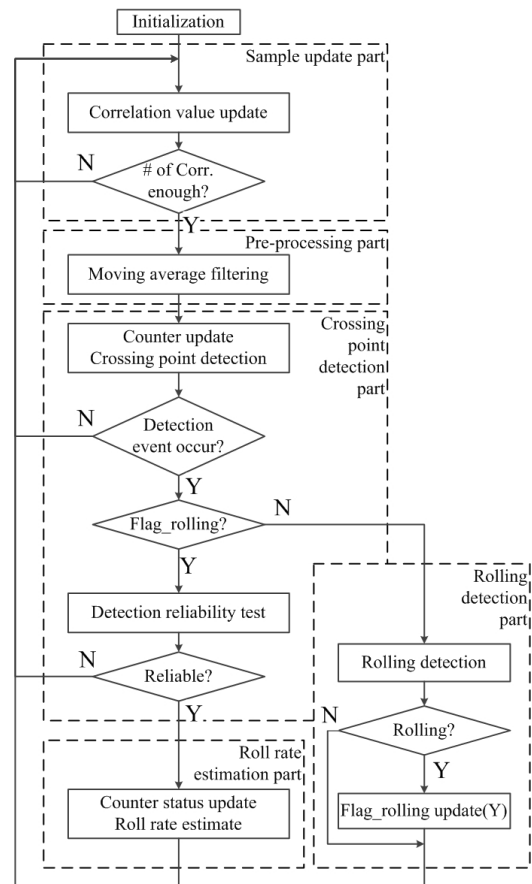 Initialization
Sample update part
Correlation value update
N
# of Corr.
enough?
Y
Pre-processing part
Moving average filtering
Crossing
point
detection
part
Counter update
Crossing point detection
N
Detection
event occur?
Y
Flag_rolling?
N
Y
Rolling
detection
part
Detection reliability test
Rolling detection
N
Reliable?
Y
N
Rolling?
Y
Roll rate
estimation part
Counter status update
Roll rate estimate
Flag_rolling update(Y)